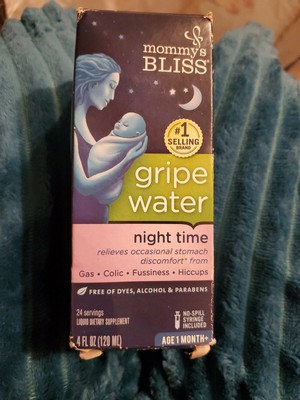 mommy's
BLISS®
#1
SELLING
BRAND
gripe
water
night time
relieves occasional stomach
discomfort* from
Gas • Colic • Fussiness • Hiccups
FREE OF DYES, ALCOHOL & PARABENS
24 servings
LIQUID DIETARY SUPPLEMENT
4 FL OZ (120 ML)
NO-SPILL
SYRINGE
INCLUDED
AGE 1 MONTH+